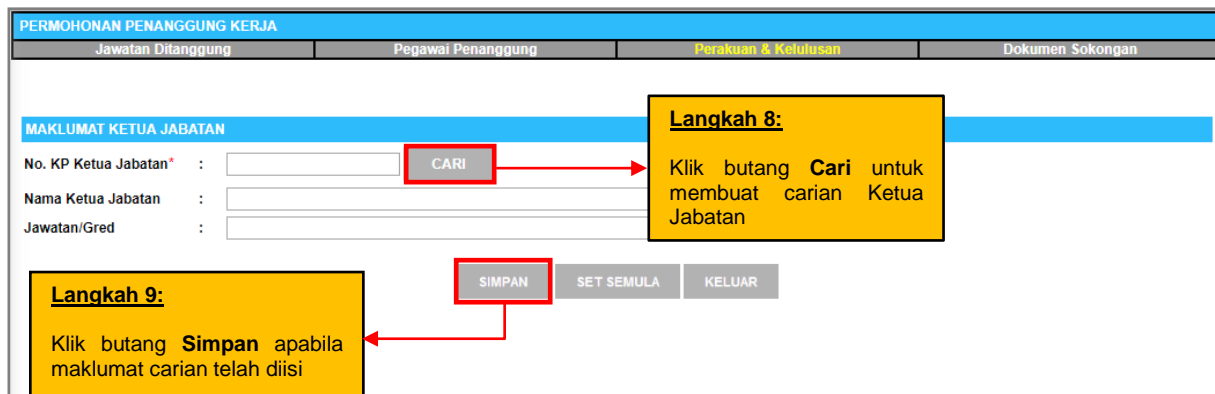 PERMOHONAN PENANGGUNG KERJA
Jawatan Ditanggung Pegawai Penanggung Perakuan & Kelulusan Dokumen Sokongan
MAKLUMAT KETUA JABATAN
No. KP Ketua Jabatan* : CARI
Nama Ketua Jabatan :
Jawatan/Gred :
Langkah 8:
Klik butang Cari untuk
membuat carian Ketua
Jabatan
SIMPAN SET SEMULA KELUAR
Langkah 9:
Klik butang Simpan apabila
maklumat carian telah diisi